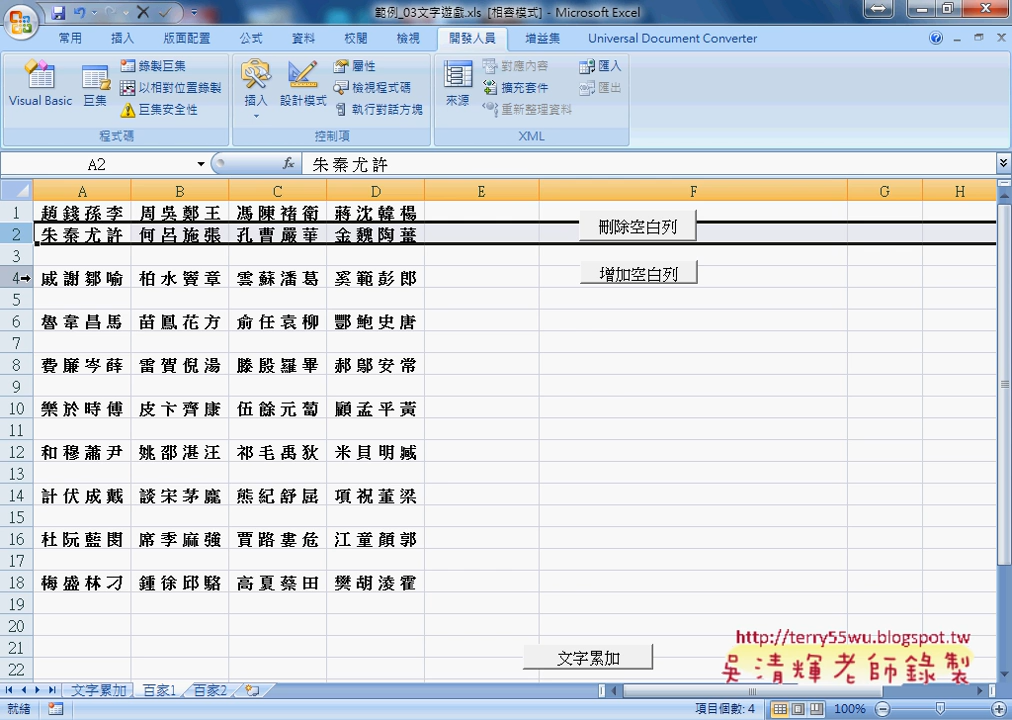 範例_03文字遊戲.xls [相容模式] - Microsoft Excel
常用 插入 版面配置 公式 資料 校閱 檢視 開發人員 增益集 Universal Document Converter
Visual Basic 巨集 錄製巨集 以相對位置錄製 巨集安全性
插入 設計模式 屬性 檢視程式碼 執行對話方塊
來源 對應內容 擴充套件 重新整理資料 匯入 匯出
程式碼 控制項 XML
A2 fx 朱秦尤許
A B C D E F G H
1 趙錢孫李 周吳鄭王 馮陳褚衛 蔣沈韓楊
2 朱秦尤許 何呂施張 孔曹嚴華 金魏陶薑
刪除空白列
3
4 戚謝鄒喻 柏水竇章 雲蘇潘葛 奚範彭郎
增加空白列
5
6 魯韋昌馬 苗鳳花方 俞任袁柳 酆鮑史唐
7
8 費廉岑薛 雷賀倪湯 滕殷羅畢 郝鄔安常
9
10 樂於時傅 皮卞齊康 伍餘元蔔 顧孟平黃
11
12 和穆蕭尹 姚邵湛汪 祁毛禹狄 米貝明臧
13
14 計伏成戴 談宋茅龐 熊紀舒屈 項祝董梁
15
16 杜阮藍閔 席季麻強 賈路婁危 江童顏郭
17
18 梅盛林刁 鍾徐邱駱 高夏蔡田 樊胡淩霍
19
20
21
22
文字累加
http://terry55wu.blogspot.tw
吳清輝老師錄製
文字累加 百家1 百家2
就緒 項目個數: 4 100%